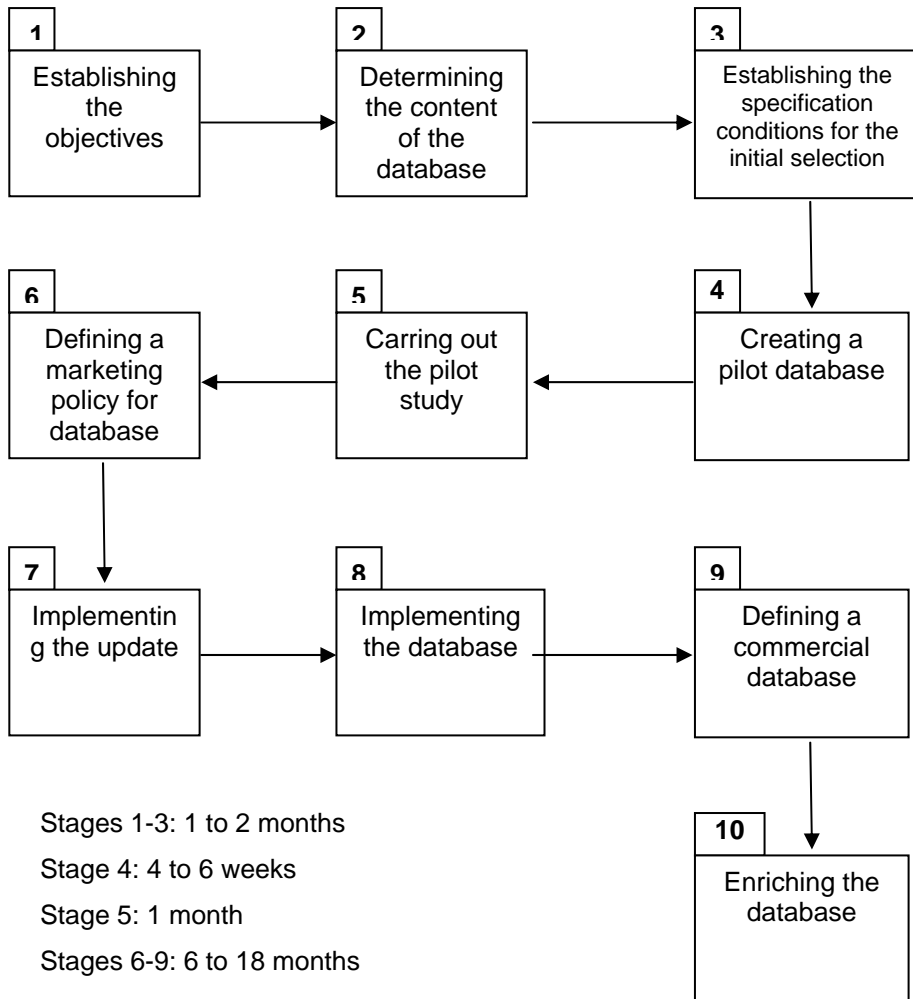 1
Establishing
the
objectives
2
Determining
the content
of the
database
3
Establishing the
specification
conditions for the
initial selection
4
Creating a
pilot database
5
Carring out
the pilot
study
6
Defining a
marketing
policy for
database
7
Implementin
g the update
8
Implementing
the database
9
Defining a
commercial
database
10
Enriching the
database
Stages 1-3: 1 to 2 months
Stage 4: 4 to 6 weeks
Stage 5: 1 month
Stages 6-9: 6 to 18 months